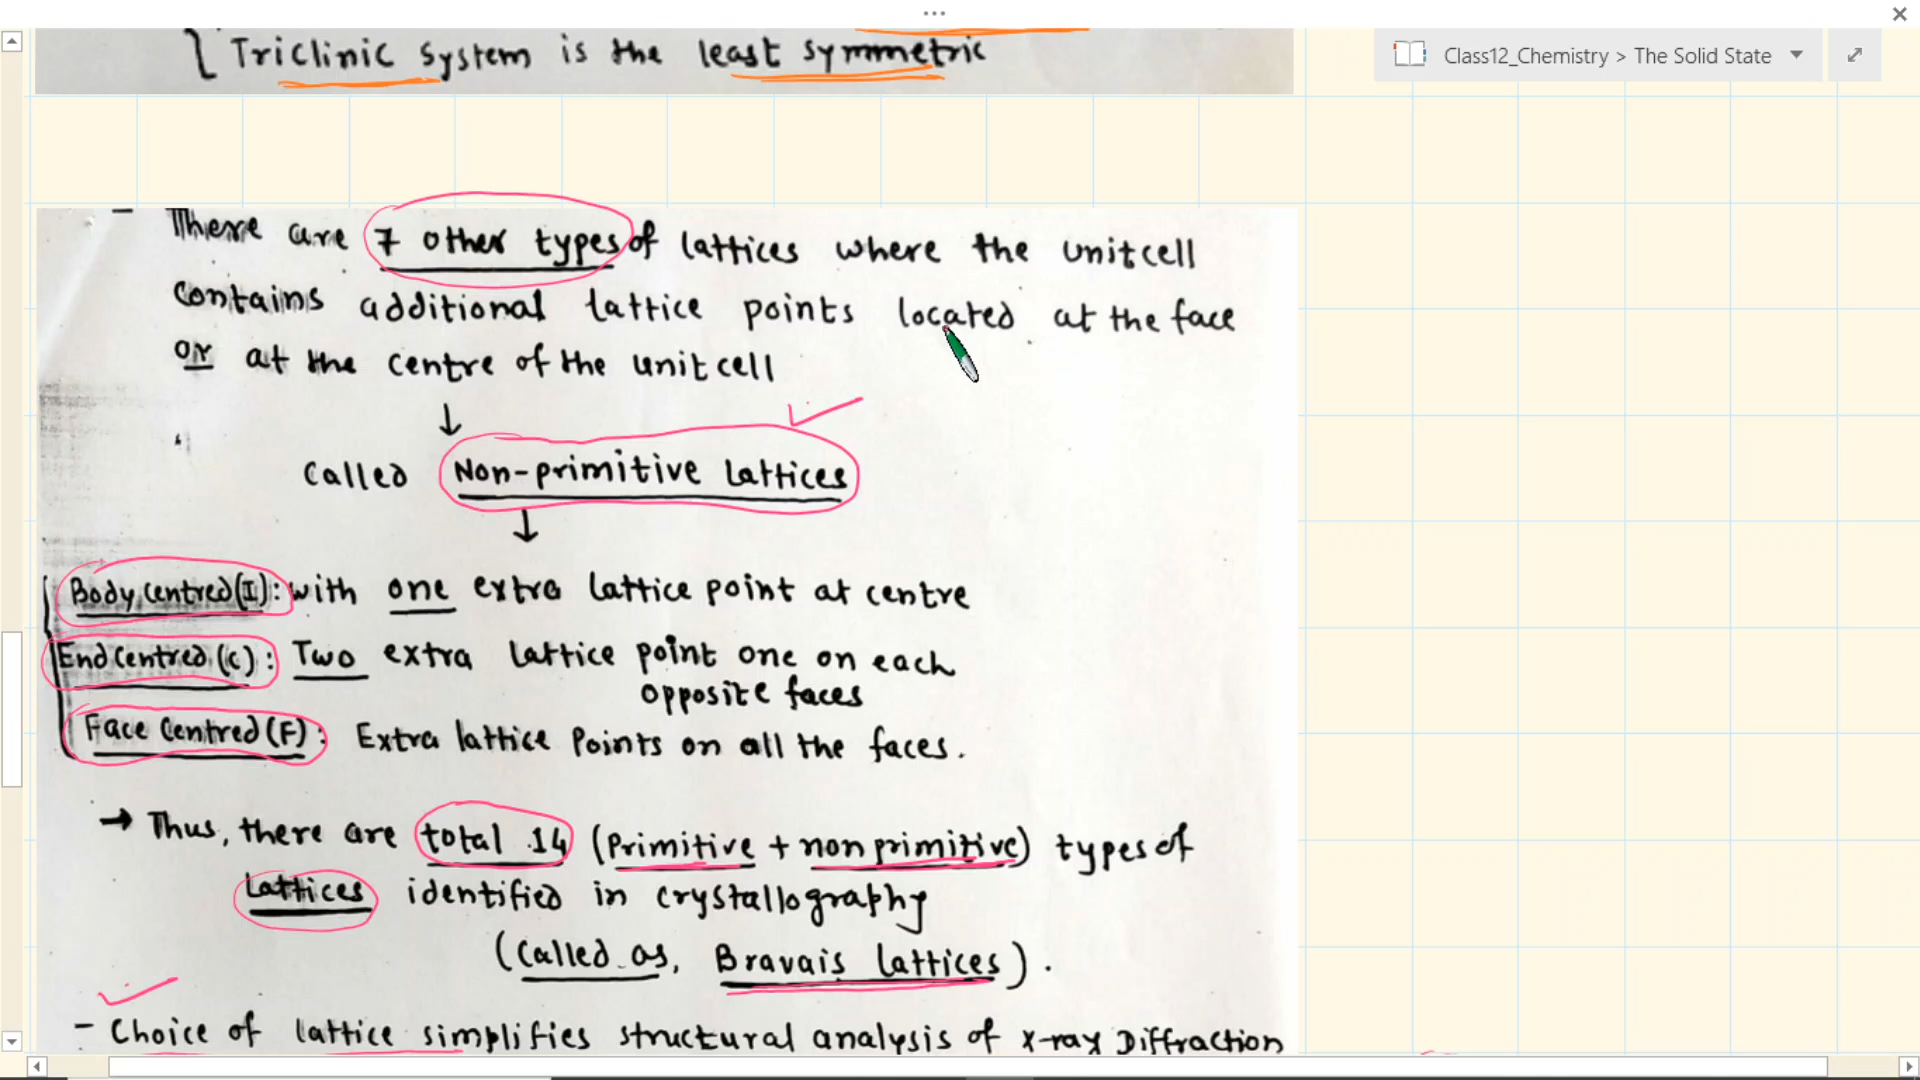 Triclinic System is the least symmetric
Class12_Chemistry > The Solid State
- There are 7 other types of lattices where the unitcell
contains additional lattice points located at the face
or at the centre of the unitcell
↓
Called Non-primitive Lattices
↓
Body centred (I): with one extra lattice point at centre
End centred (C): Two extra lattice point one on each
opposite faces
Face Centred (F): Extra lattice Points on all the faces.
→ Thus, there are total 14 (Primitive + nonprimitive) types of
Lattices identified in crystallography
(Called as, Bravais Lattices).
- Choice of lattice simplifies structural analysis of x-ray Diffraction